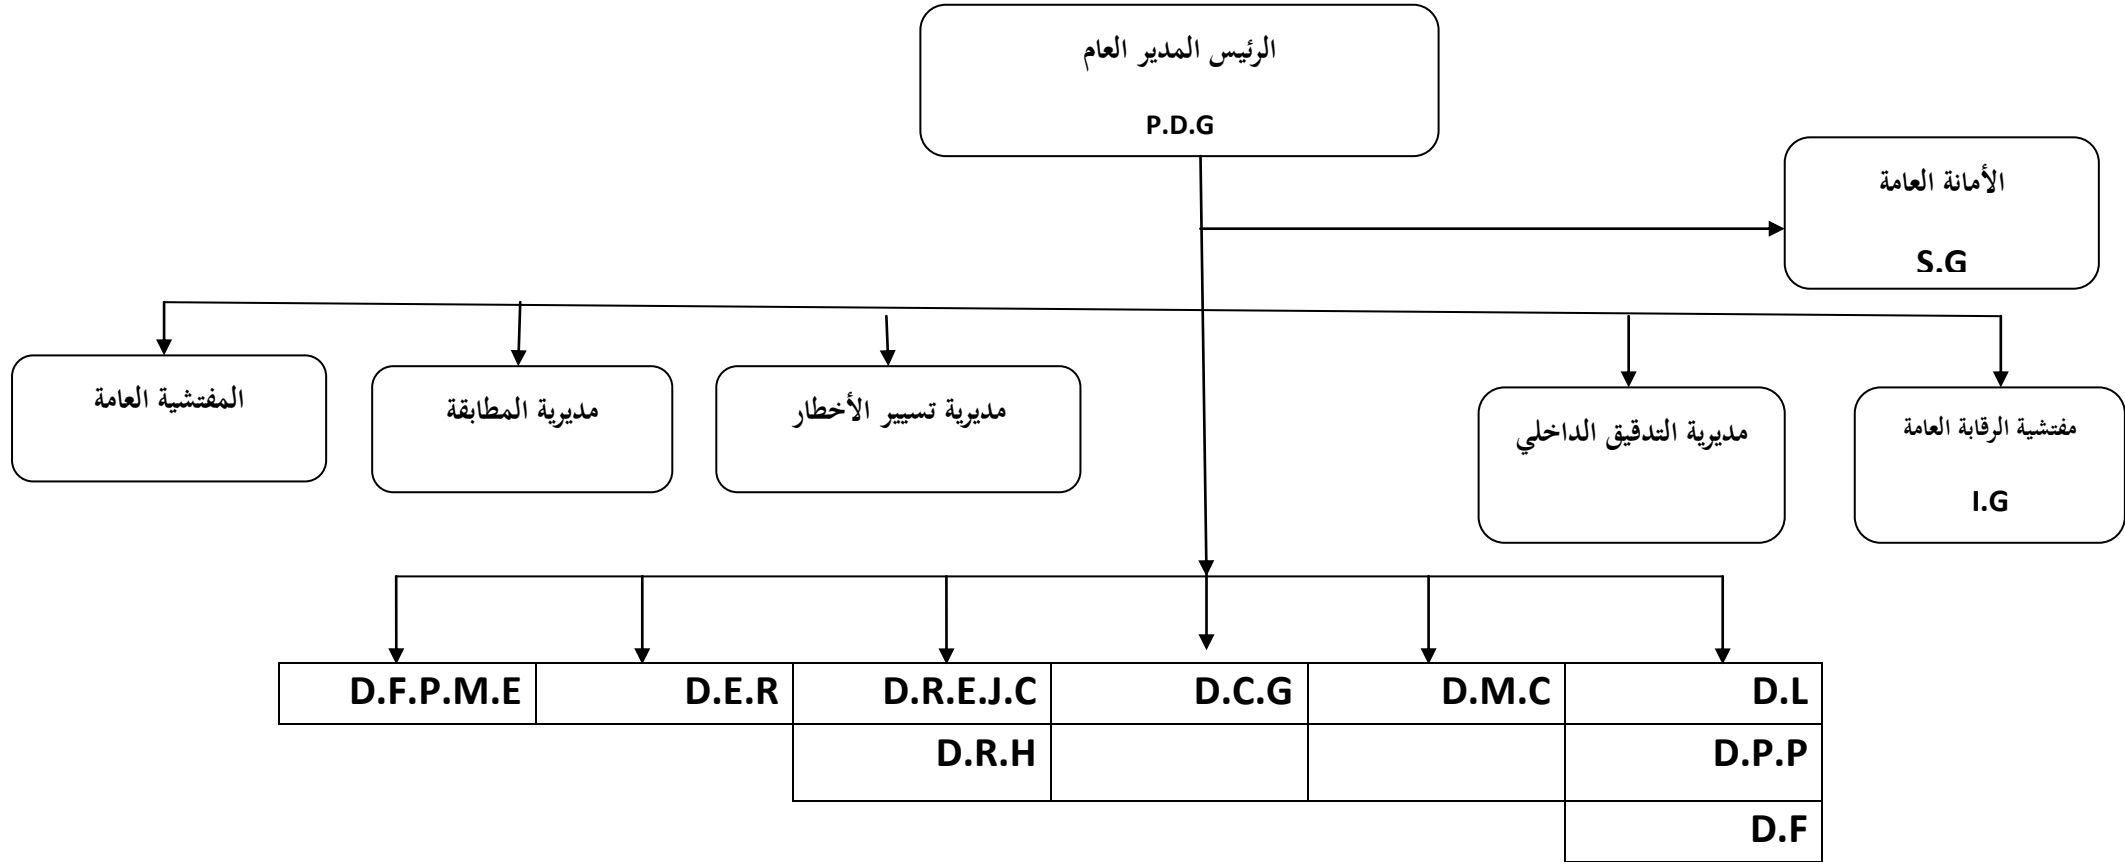 الرئيس المدير العام
P.D.G
الأمانة العامة
S.G
مفتشية الرقابة العامة
I.G
مديرية التدقيق الداخلي
مديرية تسيير الأخطار
مديرية المطابقة
المفتشية العامة
D.F.P.M.E D.E.R D.R.E.J.C D.C.G D.M.C D.L
D.R.H D.P.P
D.F